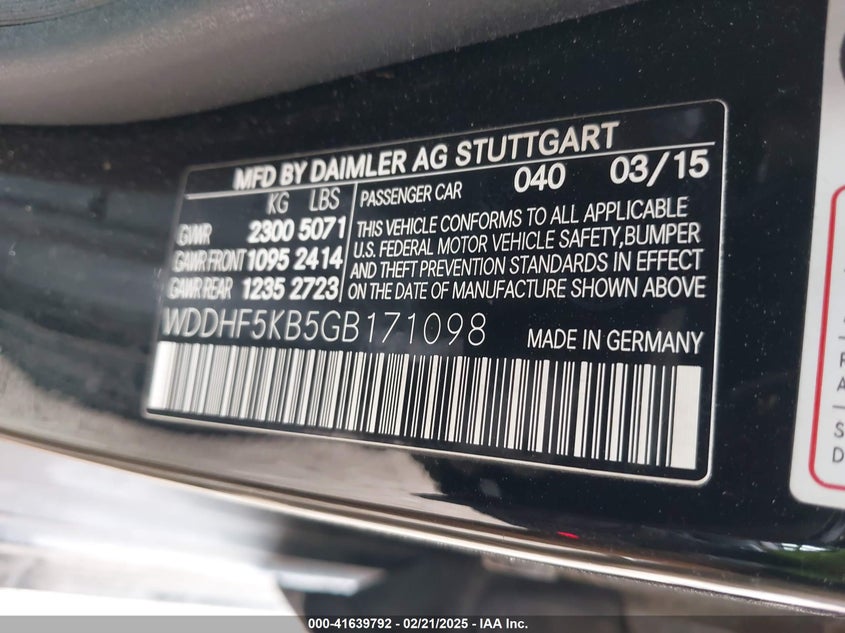 MFD BY DAIMLER AG STUTTGART
KG LBS PASSENGER CAR 040 03/15
GVWR 2300 5071
GAWR FRONT 1095 2414
GAWR REAR 1235 2723
THIS VEHICLE CONFORMS TO ALL APPLICABLE
U.S. FEDERAL MOTOR VEHICLE SAFETY, BUMPER
AND THEFT PREVENTION STANDARDS IN EFFECT
ON THE DATE OF MANUFACTURE SHOWN ABOVE
WDDHF5KB5GB171098 MADE IN GERMANY
000-41639792 - 02/21/2025 - IAA Inc.